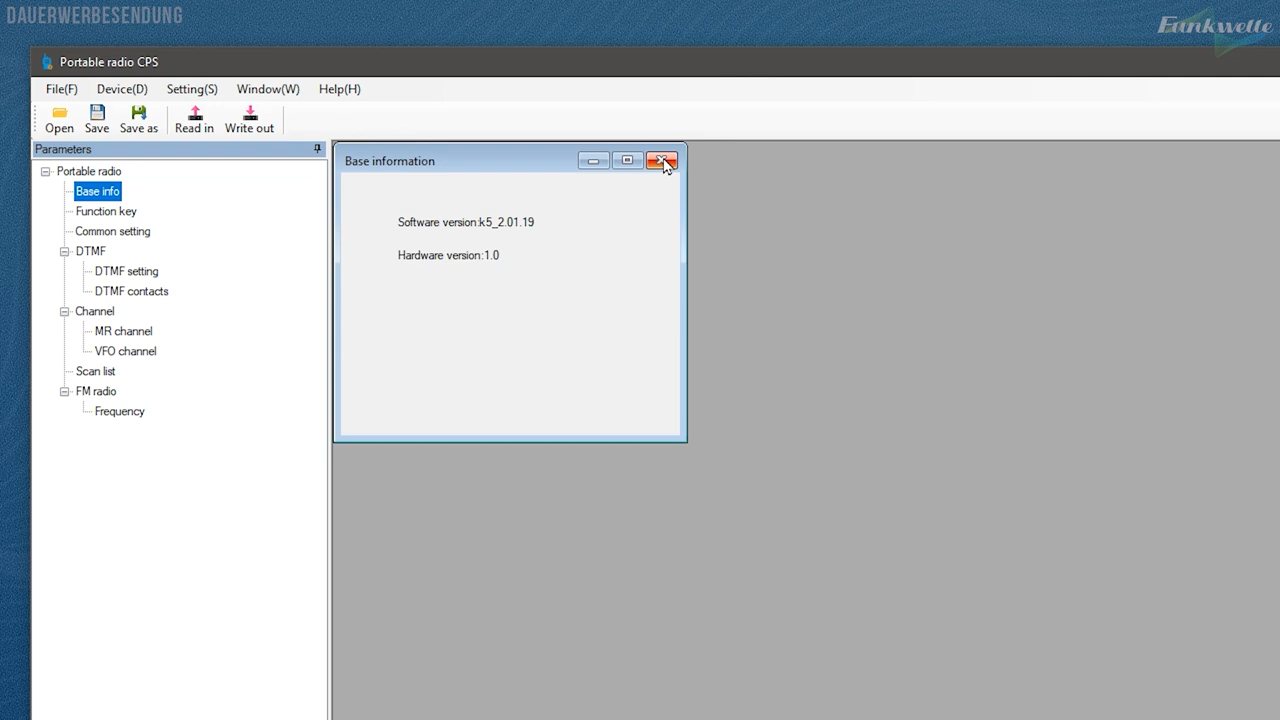 DAUERWERBESENDUNG
Funkwelle
Portable radio CPS
File(F) Device(D) Setting(S) Window(W) Help(H)
Open Save Save as Read in Write out
Parameters
Portable radio
Base info
Function key
Common setting
DTMF
DTMF setting
DTMF contacts
Channel
MR channel
VFO channel
Scan list
FM radio
Frequency
Base information
Software version:k5_2.01.19
Hardware version:1.0